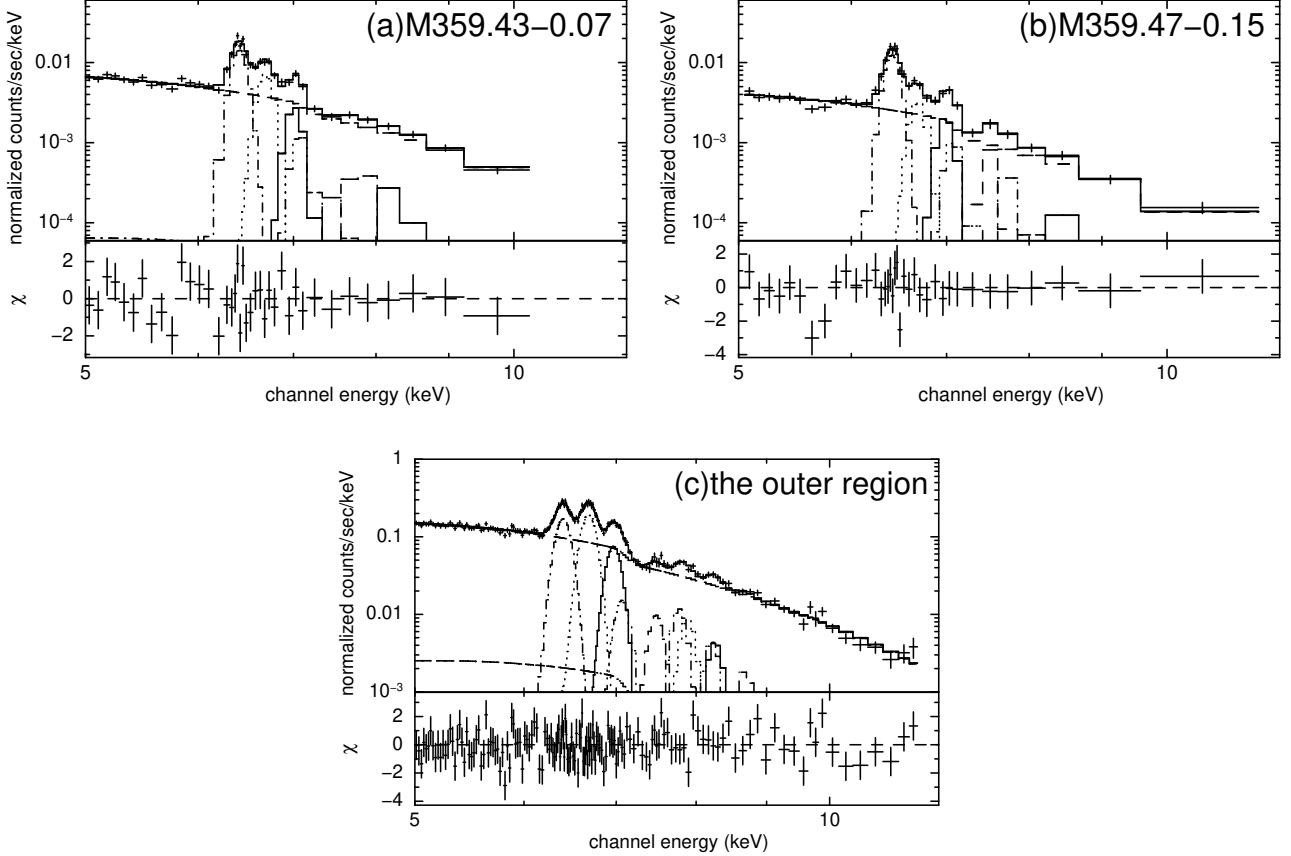 (a)M359.43−0.07
normalized counts/sec/keV
0.01
10−3
10−4
χ
2
0
−2
5
10
channel energy (keV)
(b)M359.47−0.15
normalized counts/sec/keV
0.01
10−3
10−4
χ
2
0
−2
−4
5
10
channel energy (keV)
(c)the outer region
normalized counts/sec/keV
1
0.1
0.01
10−3
χ
2
0
−2
−4
5
10
channel energy (keV)